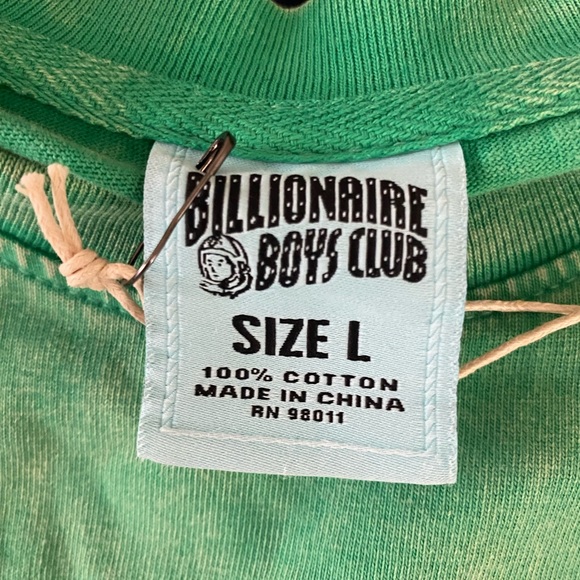 BILLIONAIRE
BOYS CLUB
SIZE L
100% COTTON
MADE IN CHINA
RN 98011